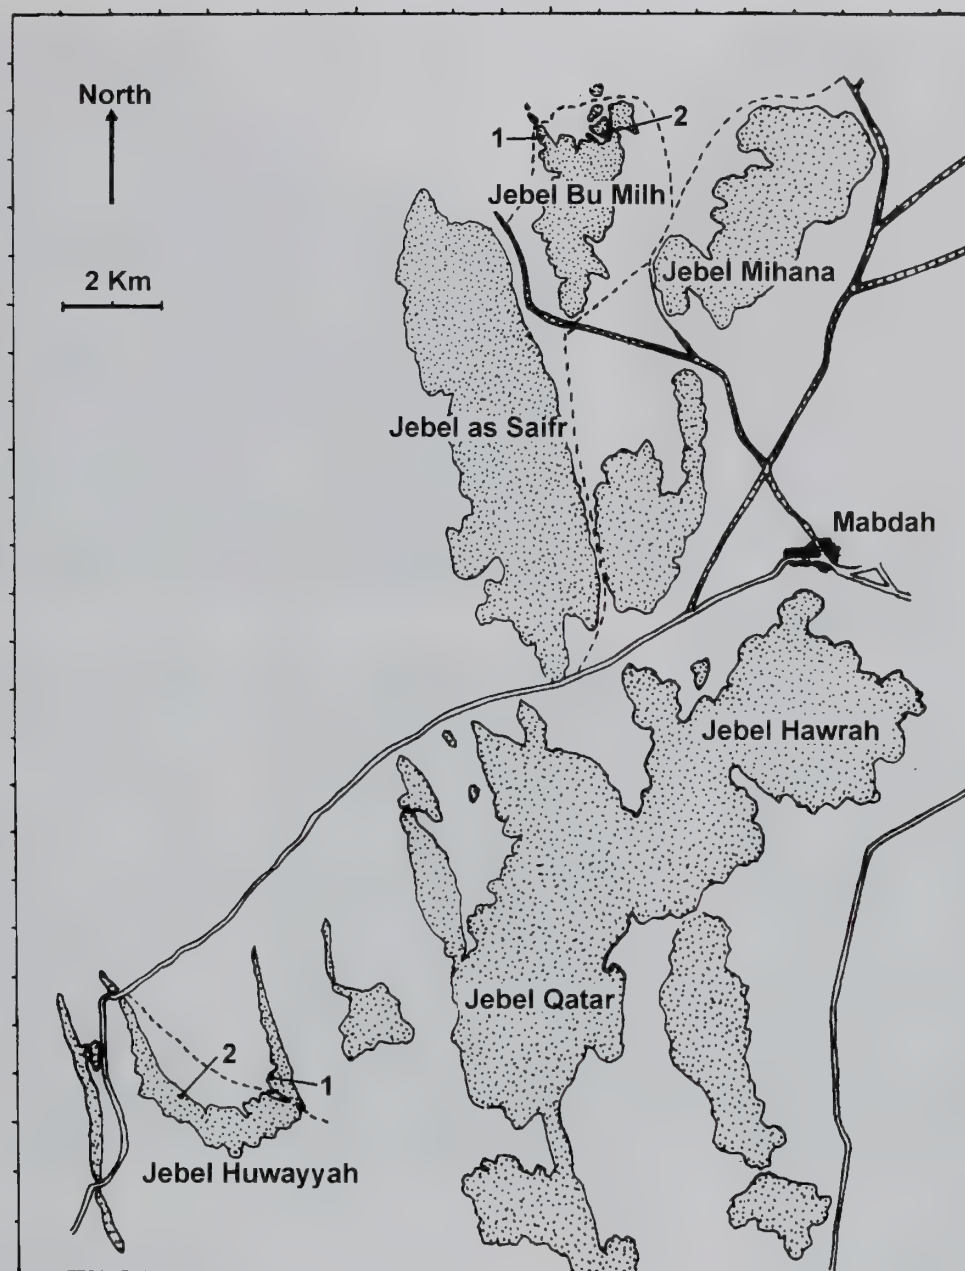 North
1
2
Jebel Bu Milh
Jebel Mihana
2 Km
Jebel as Saifr
Mabdah
Jebel Hawrah
Jebel Qatar
2
1
Jebel Huwayyah